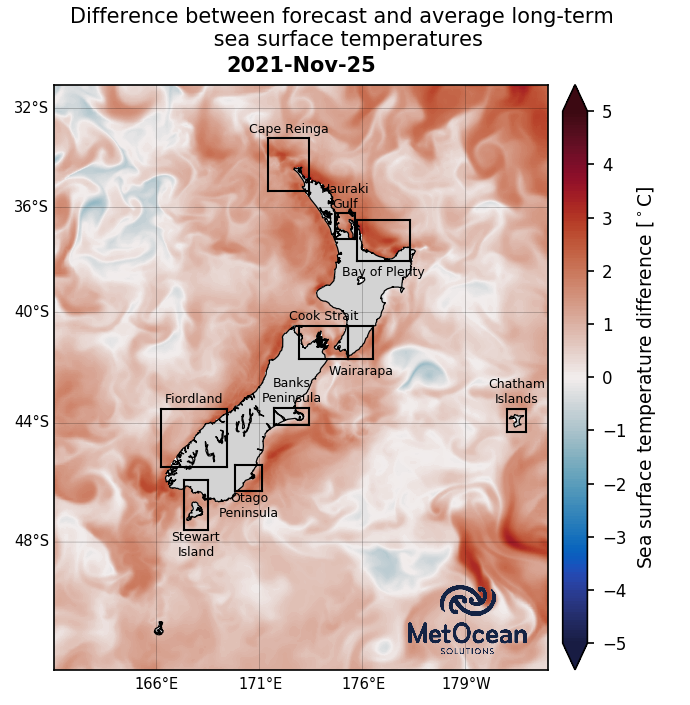 Difference between forecast and average long-term
sea surface temperatures
2021-Nov-25
32°S
36°S
40°S
44°S
48°S
166°E
171°E
176°E
179°W
Cape Reinga
Hauraki
Gulf
Bay of Plenty
Cook Strait
Wairarapa
Banks
Peninsula
Fiordland
Chatham
Islands
Otago
Peninsula
Stewart
Island
MetOcean
SOLUTIONS
5
4
3
2
1
0
−1
−2
−3
−4
−5
Sea surface temperature difference [°C]